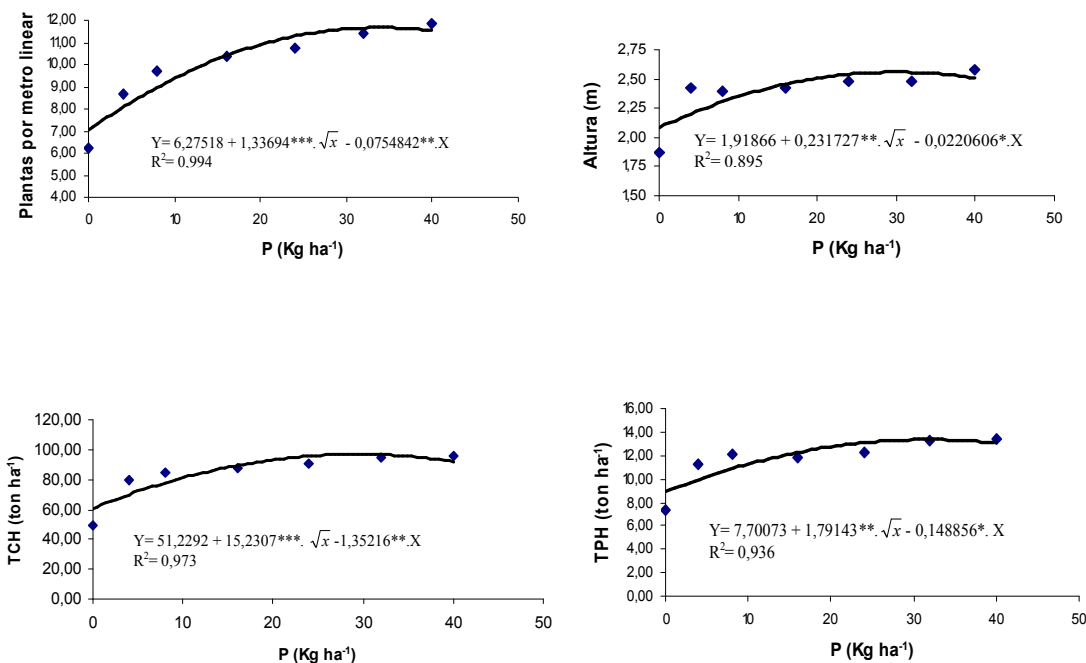 Plantas por metro linear
12,00
11,00
10,00
9,00
8,00
7,00
6,00
5,00
4,00
Y= 6,27518 + 1,33694***. √x - 0,0754842**.X
R²= 0.994
0 10 20 30 40 50
P (Kg ha⁻¹)
Altura (m)
2,75
2,50
2,25
2,00
1,75
1,50
Y= 1,91866 + 0,231727**. √x - 0,0220606*.X
R²= 0.895
0 10 20 30 40 50
P (Kg ha⁻¹)
TCH (ton ha⁻¹)
120,00
100,00
80,00
60,00
40,00
20,00
0,00
Y= 51,2292 + 15,2307***. √x -1,35216**.X
R²= 0,973
0 10 20 30 40 50
P (Kg ha⁻¹)
TPH (ton ha⁻¹)
16,00
14,00
12,00
10,00
8,00
6,00
4,00
2,00
0,00
Y= 7,70073 + 1,79143**. √x - 0,148856*. X
R²= 0,936
0 10 20 30 40 50
P (Kg ha⁻¹)